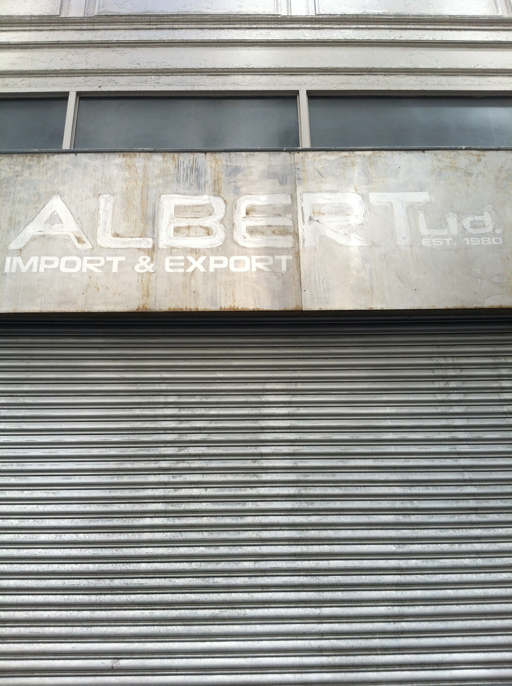 ALBERT Ltd.
EST. 1980
IMPORT & EXPORT